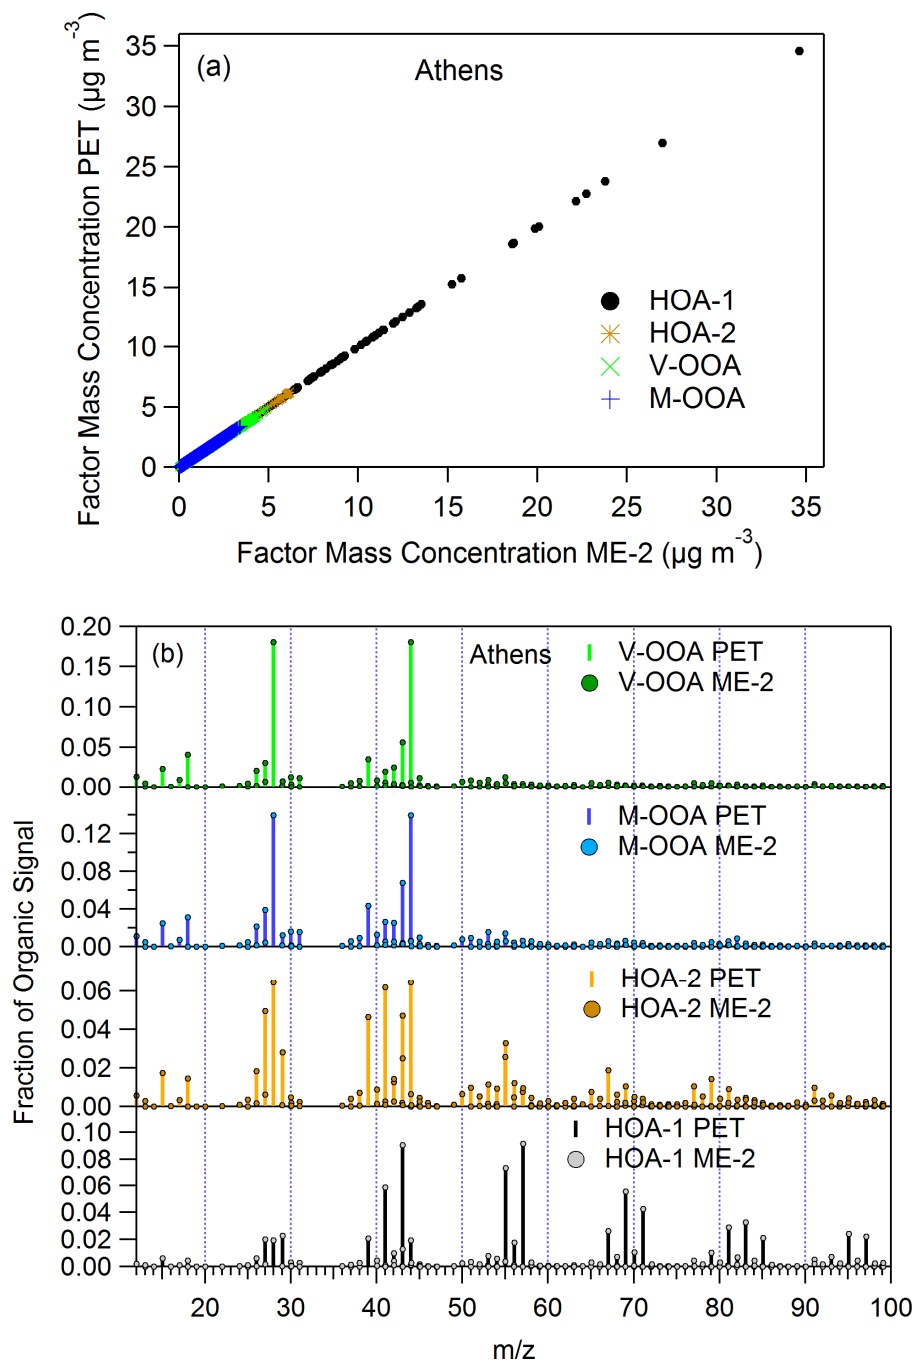 (a)
Athens
Factor Mass Concentration PET (µg m-3)
35
30
25
20
15
10
5
0
HOA-1
HOA-2
V-OOA
M-OOA
0 5 10 15 20 25 30 35
Factor Mass Concentration ME-2 (µg m-3)
(b)
Athens
Fraction of Organic Signal
0.20
0.15
0.10
0.05
0.00
V-OOA PET
V-OOA ME-2
0.12
0.08
0.04
0.00
M-OOA PET
M-OOA ME-2
0.06
0.04
0.02
0.00
HOA-2 PET
HOA-2 ME-2
0.10
0.08
0.06
0.04
0.02
0.00
HOA-1 PET
HOA-1 ME-2
20 30 40 50 60 70 80 90 100
m/z